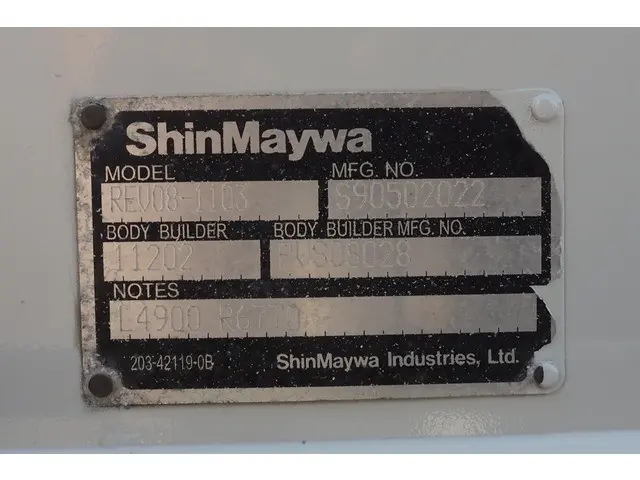 ShinMaywa
MODEL MFG. NO.
REV08-1103 S90502022
BODY BUILDER BODY BUILDER MFG. NO.
11202
NOTES
L4900
203-42119-0B ShinMaywa Industries, Ltd.